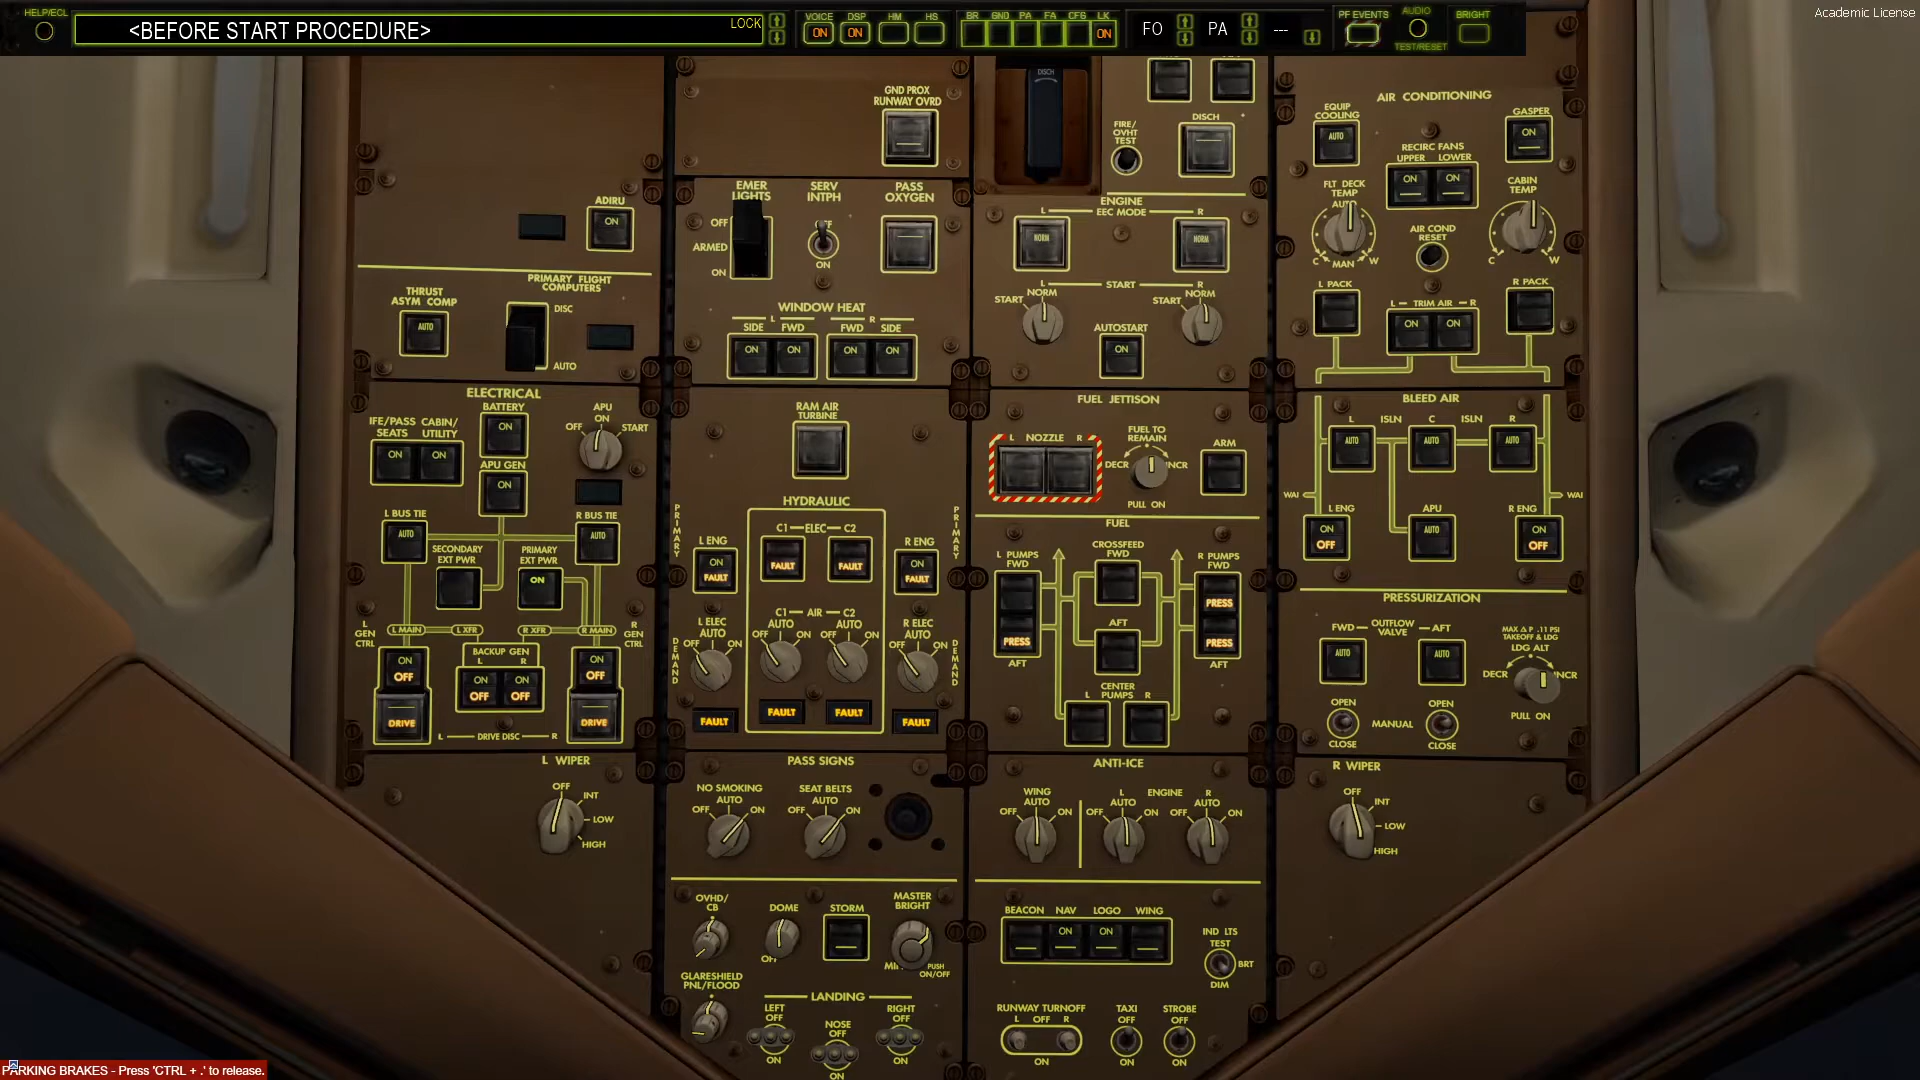 HELP/ECL
<BEFORE START PROCEDURE>
LOCK
VOICE DSP HM HS
ON ON
BR GND PA FA CFG LK
ON
FO PA ---
PF EVENTS
AUDIO
TEST/RESET
BRIGHT
Academic License
ADIRU
ON
THRUST
ASYM COMP
AUTO
PRIMARY FLIGHT
COMPUTERS
DISC
AUTO
GND PROX
RUNWAY OVRD
EMER
LIGHTS
OFF
ARMED
ON
SERV
INTPH
OFF
ON
PASS
OXYGEN
WINDOW HEAT
L R
SIDE FWD FWD SIDE
ON ON ON ON
DISCH
FIRE/
OVHT
TEST
DISCH
ENGINE
L EEC MODE R
NORM NORM
L START R
START NORM START NORM
AUTOSTART
ON
AIR CONDITIONING
EQUIP
COOLING
AUTO
GASPER
ON
RECIRC FANS
UPPER LOWER
ON ON
FLT DECK
TEMP
AUTO
C MAN W
CABIN
TEMP
C W
AIR COND
RESET
L PACK
R PACK
L TRIM AIR R
ON ON
ELECTRICAL
BATTERY
ON
IFE/PASS
SEATS
CABIN/
UTILITY
ON ON
APU
OFF ON START
APU GEN
ON
L BUS TIE
AUTO
R BUS TIE
AUTO
SECONDARY
EXT PWR
PRIMARY
EXT PWR
ON
L MAIN L XFR R XFR R MAIN
L
GEN
CTRL
R
GEN
CTRL
ON
OFF
BACKUP GEN
L R
ON ON
OFF OFF
ON
OFF
DRIVE
L DRIVE DISC R
DRIVE
RAM AIR
TURBINE
HYDRAULIC
PRIMARY
PRIMARY
C1 ELEC C2
L ENG
ON
FAULT
FAULT FAULT
R ENG
ON
FAULT
C1 AIR C2
L ELEC
OFF AUTO ON
OFF AUTO ON
OFF AUTO ON
R ELEC
OFF AUTO ON
DEMAND
DEMAND
FAULT FAULT FAULT FAULT
FUEL JETTISON
L NOZZLE R
FUEL TO
REMAIN
DECR INCR
PULL ON
ARM
FUEL
L PUMPS
FWD
CROSSFEED
FWD
R PUMPS
FWD
PRESS
PRESS
AFT
AFT
PRESS
AFT
CENTER
L PUMPS R
BLEED AIR
L ISLN C ISLN R
AUTO AUTO AUTO
WAI WAI
L ENG
ON
OFF
APU
AUTO
R ENG
ON
OFF
PRESSURIZATION
FWD OUTFLOW VALVE AFT
AUTO AUTO
MAX Δ P .11 PSI
TAKEOFF & LDG
LDG ALT
DECR INCR
PULL ON
OPEN MANUAL OPEN
CLOSE CLOSE
L WIPER
OFF
INT
LOW
HIGH
PASS SIGNS
NO SMOKING
OFF AUTO ON
SEAT BELTS
OFF AUTO ON
ANTI-ICE
WING
OFF AUTO ON
L ENGINE R
OFF AUTO ON
OFF AUTO ON
R WIPER
OFF
INT
LOW
HIGH
OVHD/
CB
DOME
OFF
STORM
MASTER
BRIGHT
PUSH
ON/OFF
GLARESHIELD
PNL/FLOOD
LANDING
LEFT
OFF
ON
NOSE
OFF
ON
RIGHT
OFF
ON
BEACON NAV LOGO WING
ON ON
IND LTS
TEST
BRT
DIM
RUNWAY TURNOFF
L OFF R
ON
TAXI
OFF
ON
STROBE
OFF
ON
PARKING BRAKES - Press 'CTRL + .' to release.